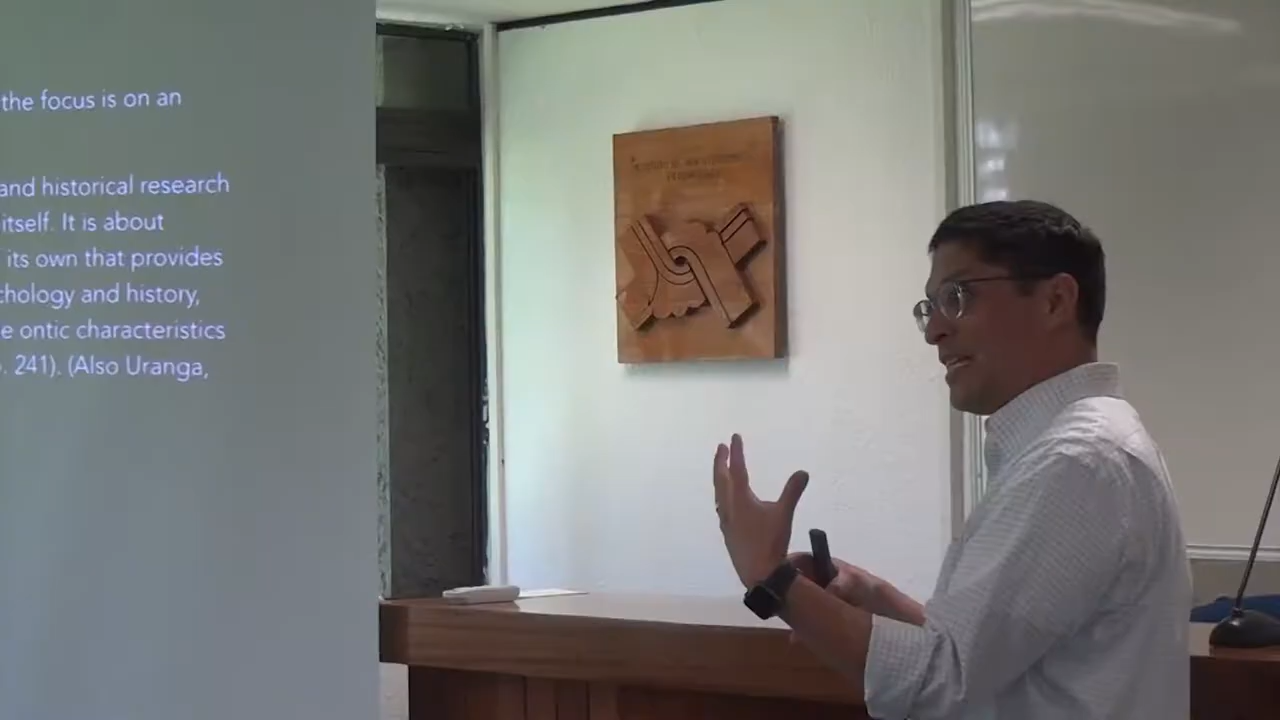 the focus is on an
and historical research
itself. It is about
its own that provides
chology and history,
e ontic characteristics
. 241). (Also Uranga,